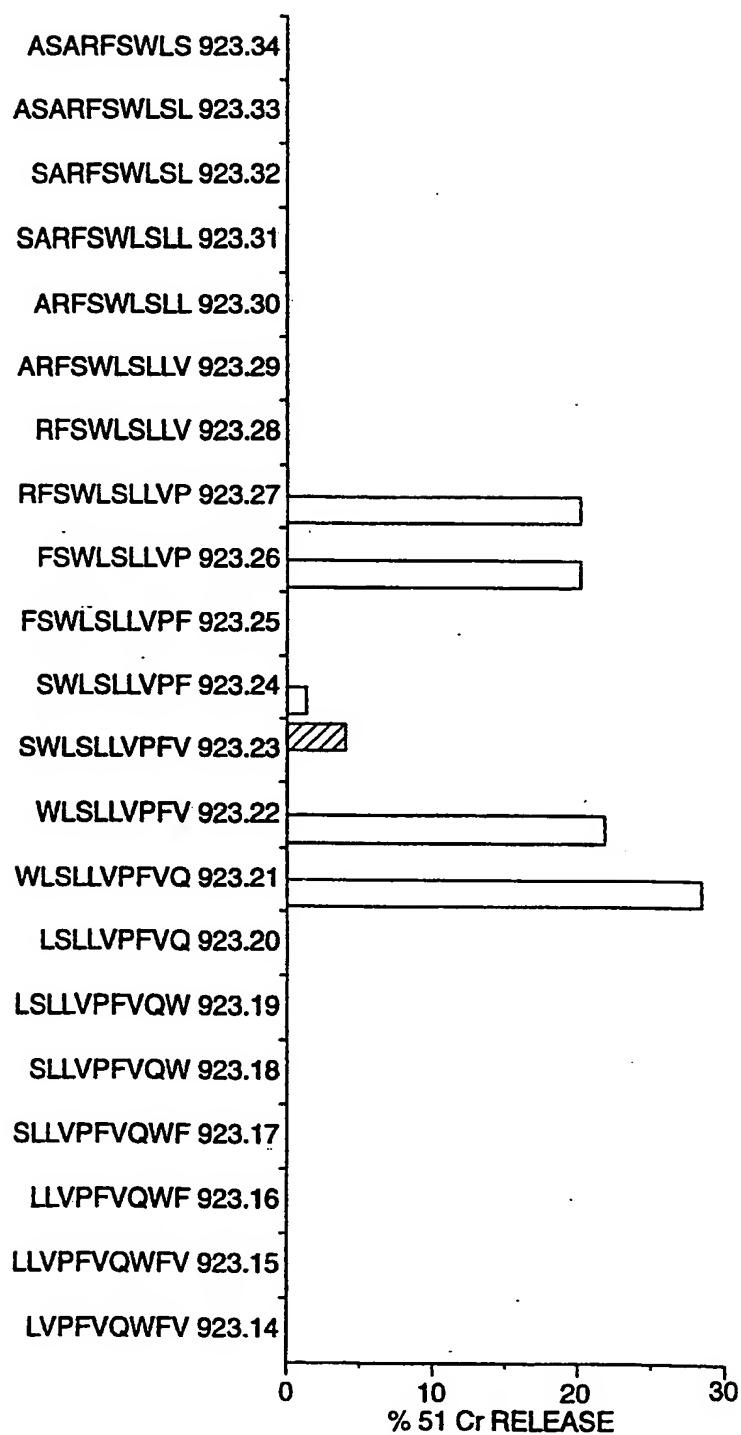 ASARFSWLS 923.34
ASARFSWLSL 923.33
SARFSWLSL 923.32
SARFSWLSLL 923.31
ARFSWLSLL 923.30
ARFSWLSLLV 923.29
RFSWLSLLV 923.28
RFSWLSLLVP 923.27
FSWLSLLVP 923.26
FSWLSLLVPF 923.25
SWLSLLVPF 923.24
SWLSLLVPFV 923.23
WLSLLVPFV 923.22
WLSLLVPFVQ 923.21
LSLLVPFVQ 923.20
LSLLVPFVQW 923.19
SLLVPFVQW 923.18
SLLVPFVQWF 923.17
LLVPFVQWF 923.16
LLVPFVQWFV 923.15
LVPFVQWFV 923.14
0 10 20 30
% 51 Cr RELEASE